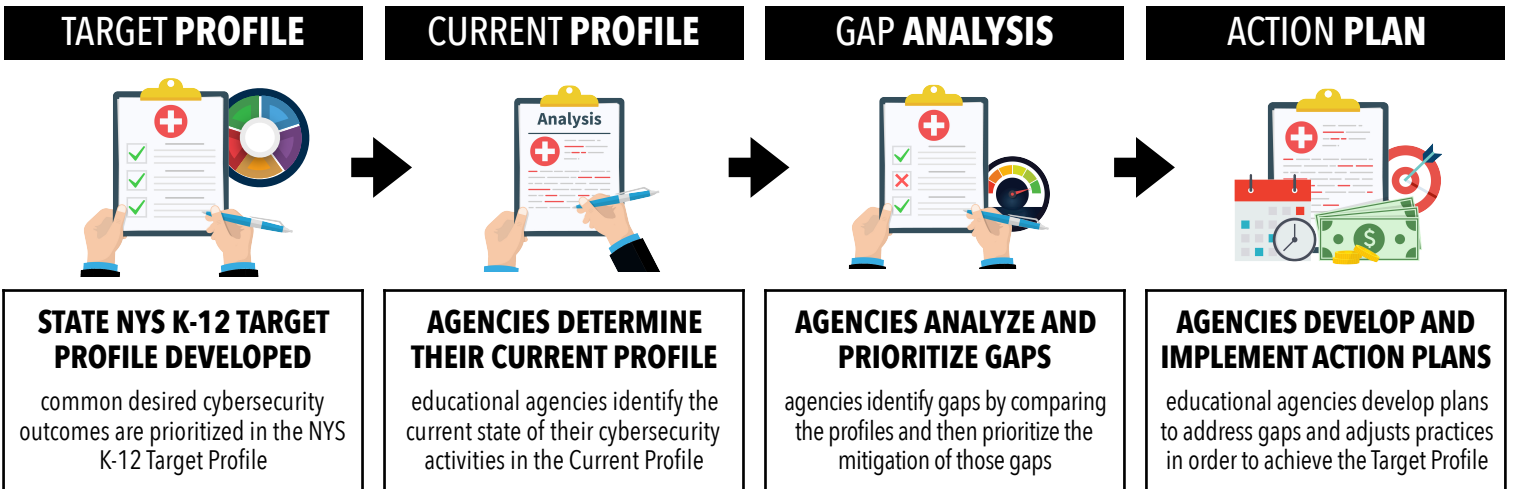 TARGET PROFILE
CURRENT PROFILE
GAP ANALYSIS
ACTION PLAN
Analysis
$
STATE NYS K-12 TARGET
PROFILE DEVELOPED
common desired cybersecurity
outcomes are prioritized in the NYS
K-12 Target Profile
AGENCIES DETERMINE
THEIR CURRENT PROFILE
educational agencies identify the
current state of their cybersecurity
activities in the Current Profile
AGENCIES ANALYZE AND
PRIORITIZE GAPS
agencies identify gaps by comparing
the profiles and then prioritize the
mitigation of those gaps
AGENCIES DEVELOP AND
IMPLEMENT ACTION PLANS
educational agencies develop plans
to address gaps and adjusts practices
in order to achieve the Target Profile